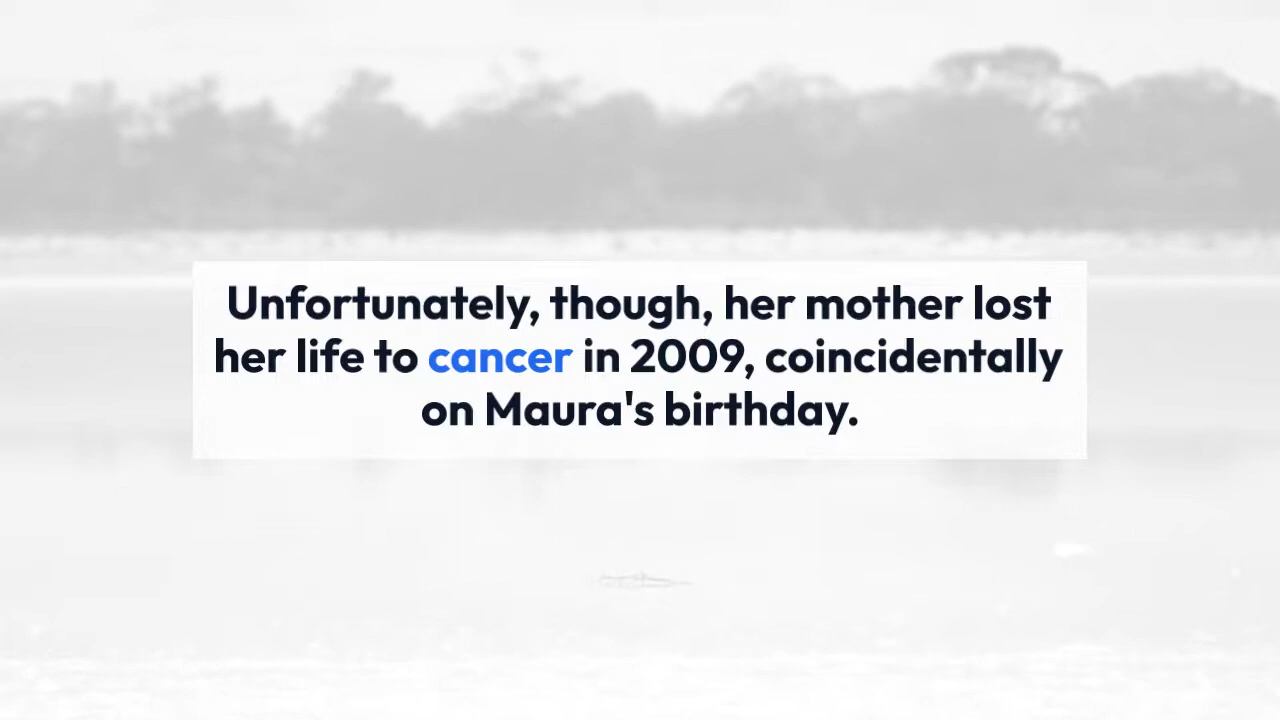 Unfortunately, though, her mother lost
her life to cancer in 2009, coincidentally
on Maura's birthday.